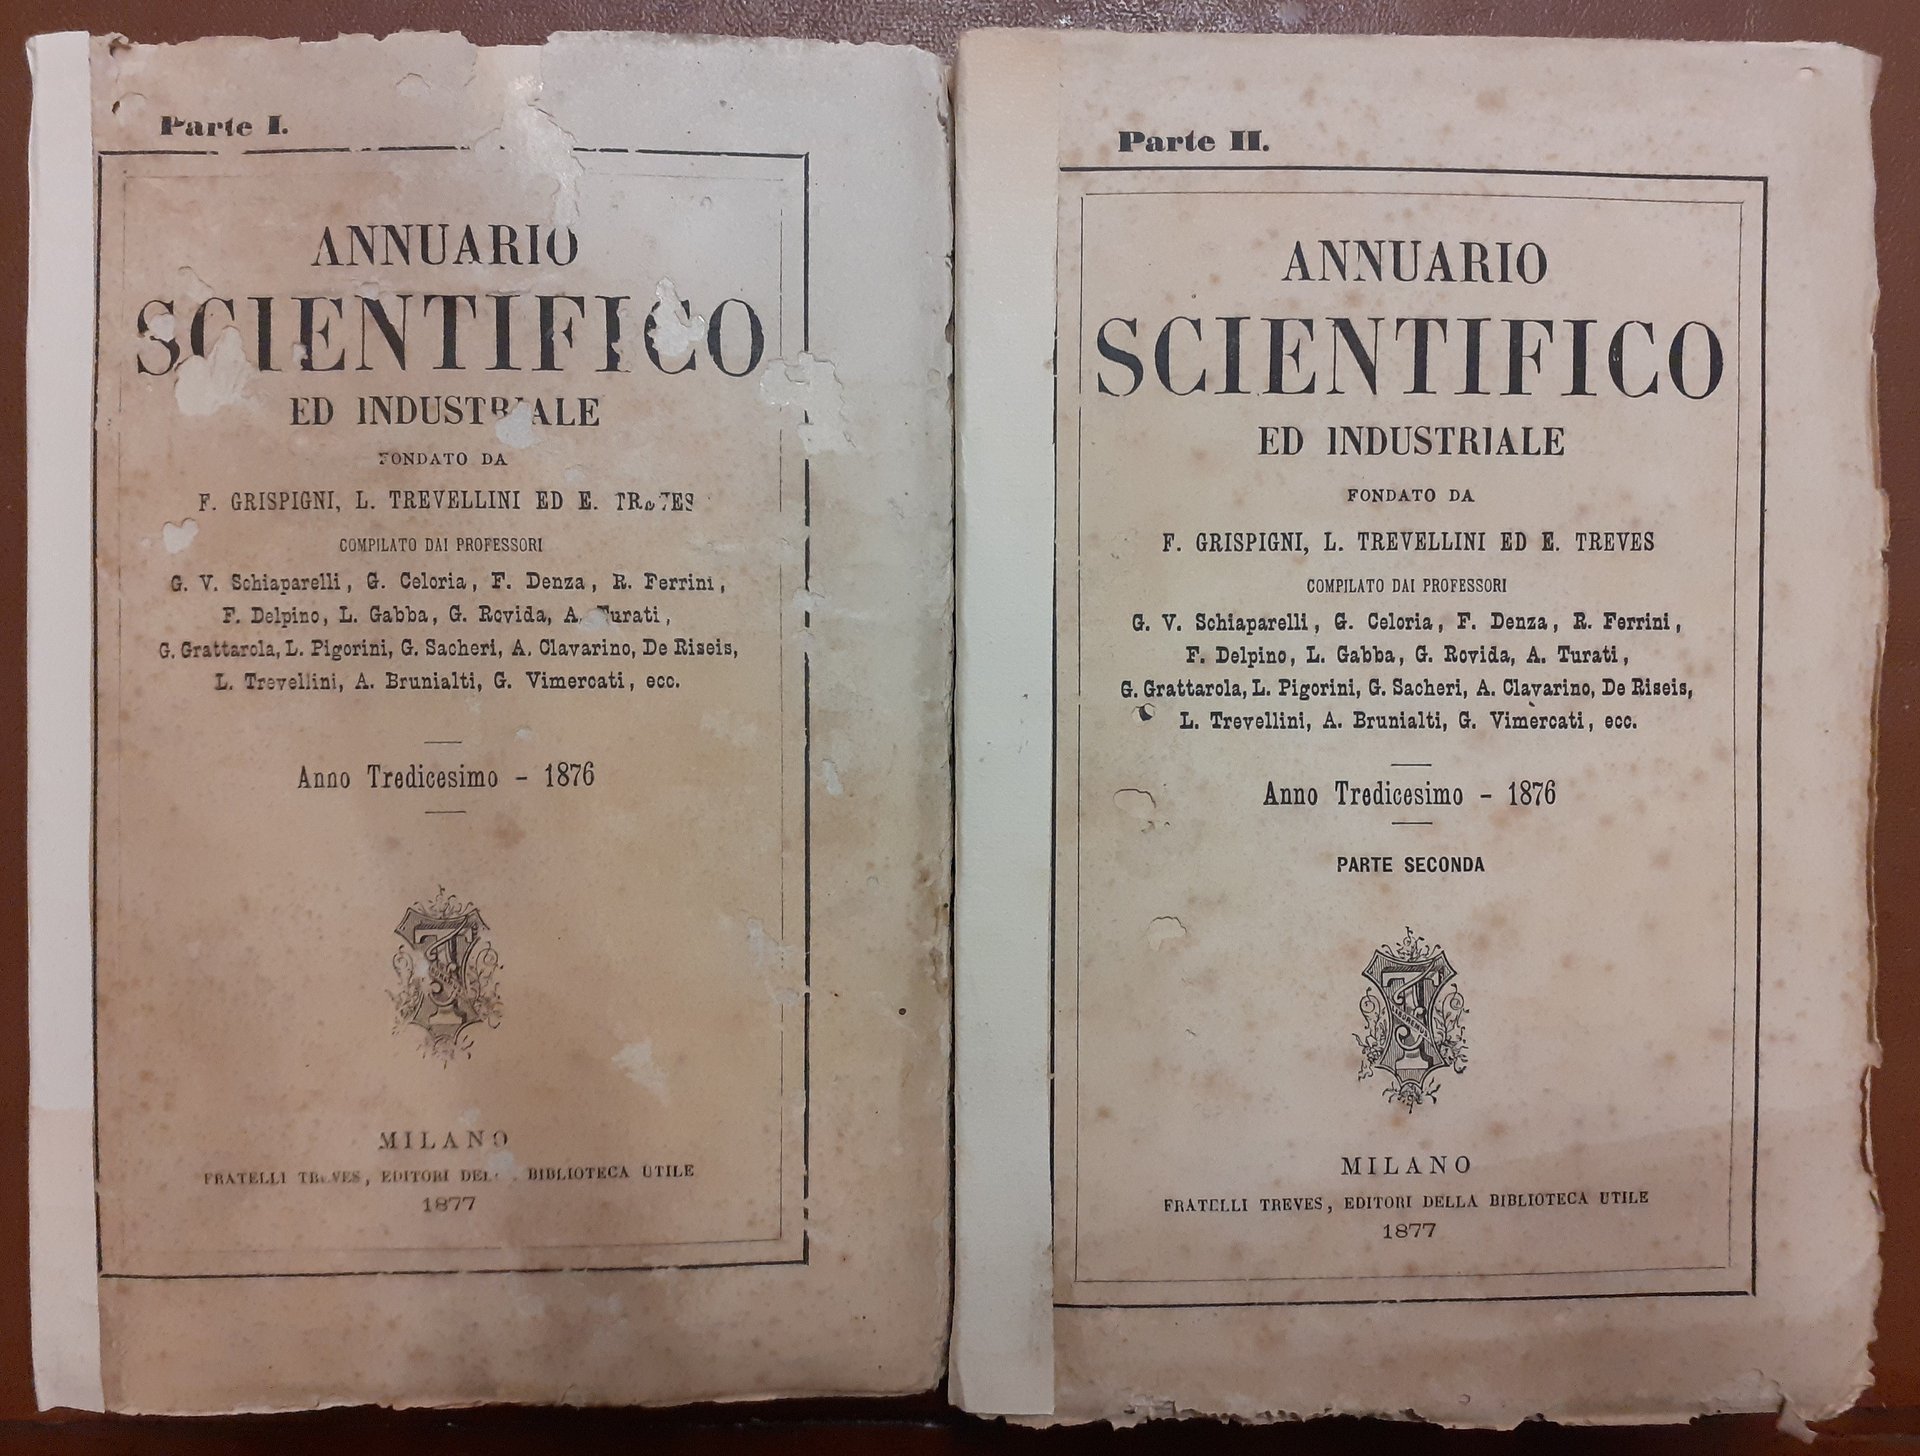 Parte I.
ANNUARIO
SCIENTIFICO
ED INDUSTRIALE
FONDATO DA
F. GRISPIGNI, L. TREVELLINI ED E. TREVES
COMPILATO DAI PROFESSORI
G. V. Schiaparelli, G. Celoria, F. Denza, R. Ferrini,
F. Delpino, L. Gabba, G. Rovida, A. Turati,
G. Grattarola, L. Pigorini, G. Sacheri, A. Clavarino, De Riseis,
L. Trevellini, A. Brunialti, G. Vimercati, ecc.
Anno Tredicesimo - 1876
MILANO
FRATELLI TREVES, EDITORI DELLA BIBLIOTECA UTILE
1877
Parte II.
ANNUARIO
SCIENTIFICO
ED INDUSTRIALE
FONDATO DA
F. GRISPIGNI, L. TREVELLINI ED E. TREVES
COMPILATO DAI PROFESSORI
G. V. Schiaparelli, G. Celoria, F. Denza, R. Ferrini,
F. Delpino, L. Gabba, G. Rovida, A. Turati,
G. Grattarola, L. Pigorini, G. Sacheri, A. Clavarino, De Riseis,
L. Trevellini, A. Brunialti, G. Vimercati, ecc.
Anno Tredicesimo - 1876
PARTE SECONDA
MILANO
FRATELLI TREVES, EDITORI DELLA BIBLIOTECA UTILE
1877